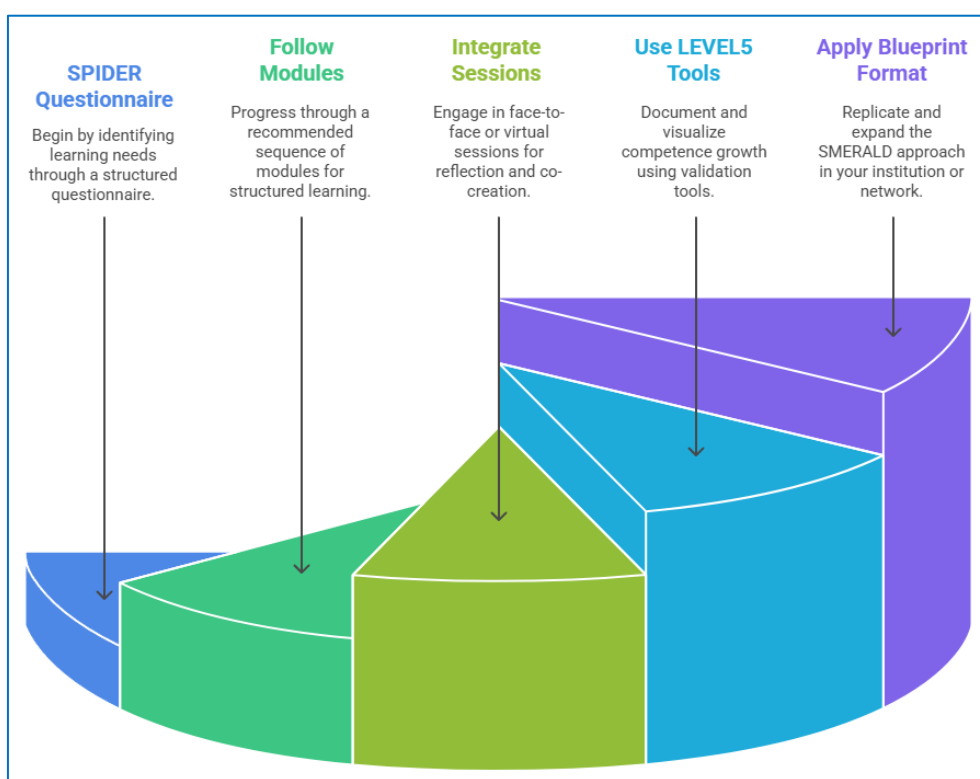 SPIDER
Questionnaire
Begin by identifying
learning needs
through a structured
questionnaire.
Follow
Modules
Progress through a
recommended
sequence of
modules for
structured learning.
Integrate
Sessions
Engage in face-to-
face or virtual
sessions for
reflection and co-
creation.
Use LEVEL5
Tools
Document and
visualize
competence growth
using validation
tools.
Apply Blueprint
Format
Replicate and
expand the
SMERALD approach
in your institution or
network.